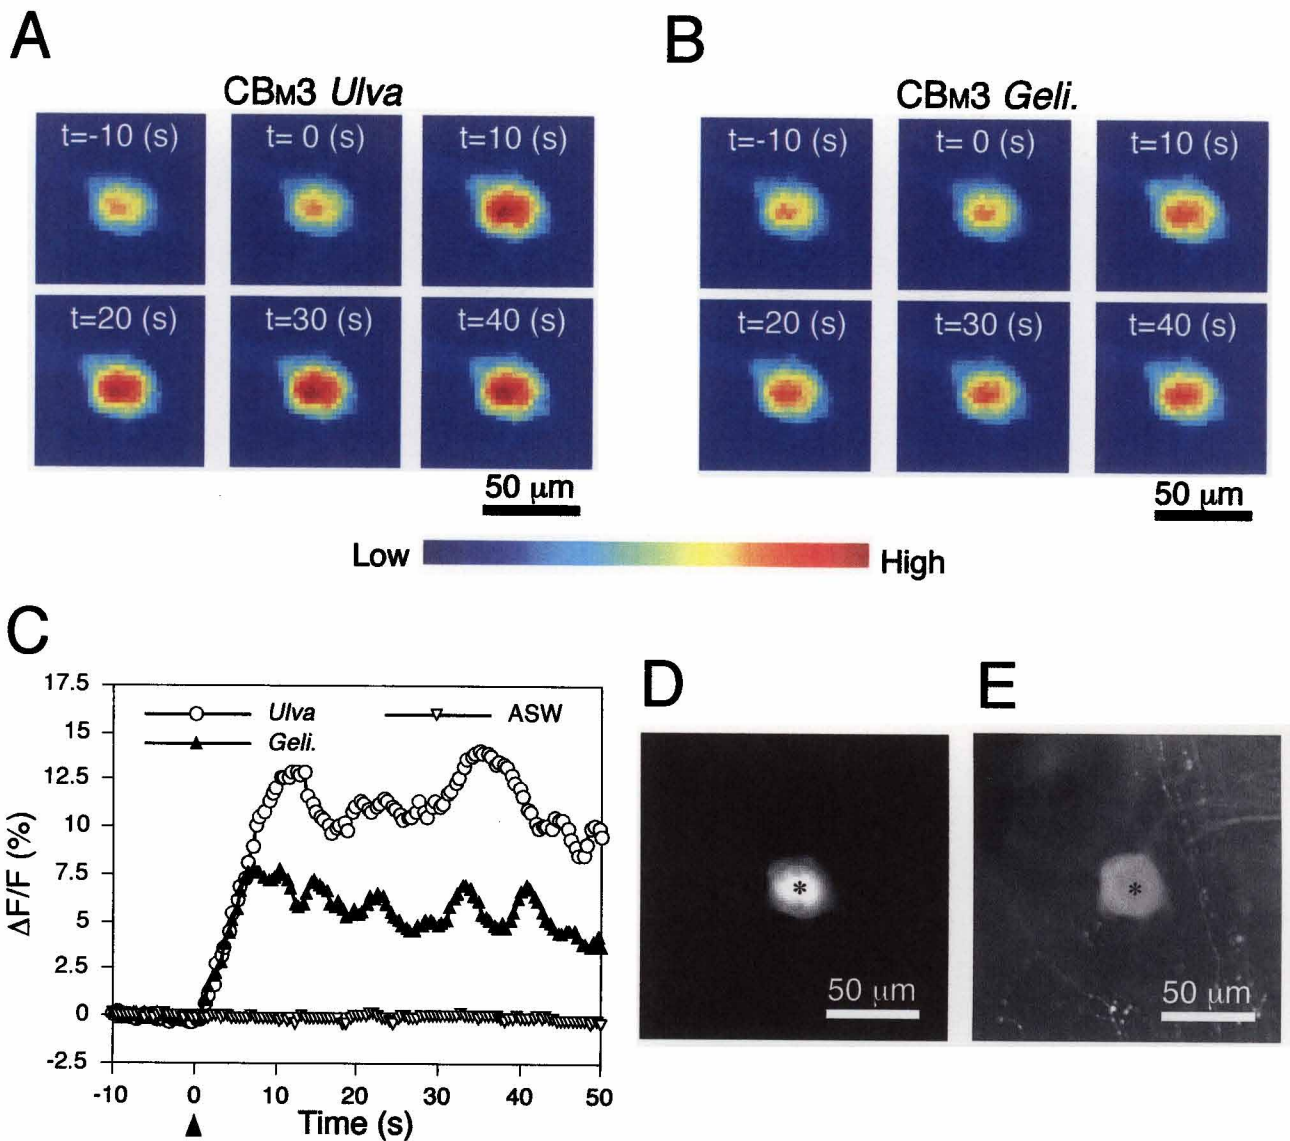 A
B
CBM3 Ulva
CBM3 Geli.
t=-10 (s)
t= 0 (s)
t=10 (s)
t=-10 (s)
t= 0 (s)
t=10 (s)
t=20 (s)
t=30 (s)
t=40 (s)
t=20 (s)
t=30 (s)
t=40 (s)
50 µm
50 µm
Low
High
C
D
E
17.5
15
12.5
10
7.5
5
2.5
0
-2.5
ΔF/F (%)
Ulva
ASW
Geli.
-10
0
10
20
30
40
50
Time (s)
*
50 µm
*
50 µm